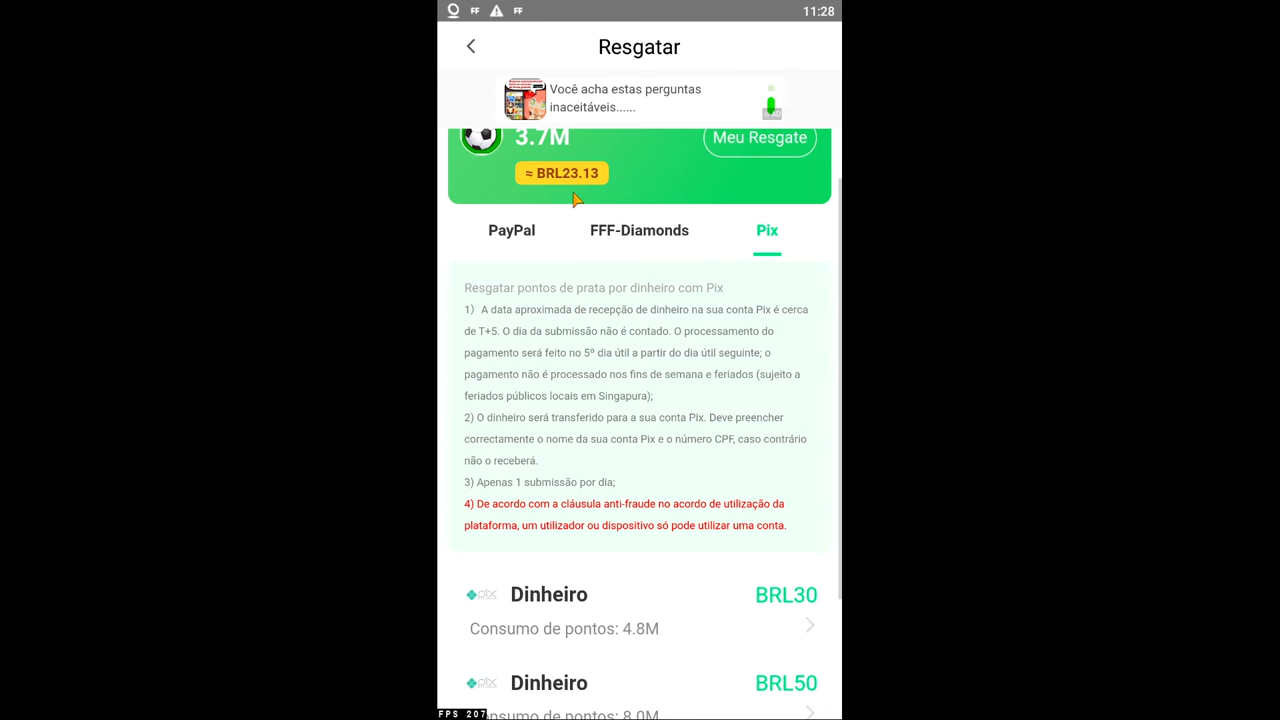 FF FF 11:28
Resgatar
Você acha estas perguntas
inaceitáveis......
3.7M
Meu Resgate
≈ BRL23.13
PayPal FFF-Diamonds Pix
Resgatar pontos de prata por dinheiro com Pix
1）A data aproximada de recepção de dinheiro na sua conta Pix é cerca
de T+5. O dia da submissão não é contado. O processamento do
pagamento será feito no 5º dia útil a partir do dia útil seguinte; o
pagamento não é processado nos fins de semana e feriados (sujeito a
feriados públicos locais em Singapura);
2) O dinheiro será transferido para a sua conta Pix. Deve preencher
correctamente o nome da sua conta Pix e o número CPF, caso contrário
não o receberá.
3) Apenas 1 submissão por dia;
4) De acordo com a cláusula anti-fraude no acordo de utilização da
plataforma, um utilizador ou dispositivo só pode utilizar uma conta.
pix Dinheiro BRL30
Consumo de pontos: 4.8M
pix Dinheiro BRL50
nsumo de pontos: 8.0M
FPS 207